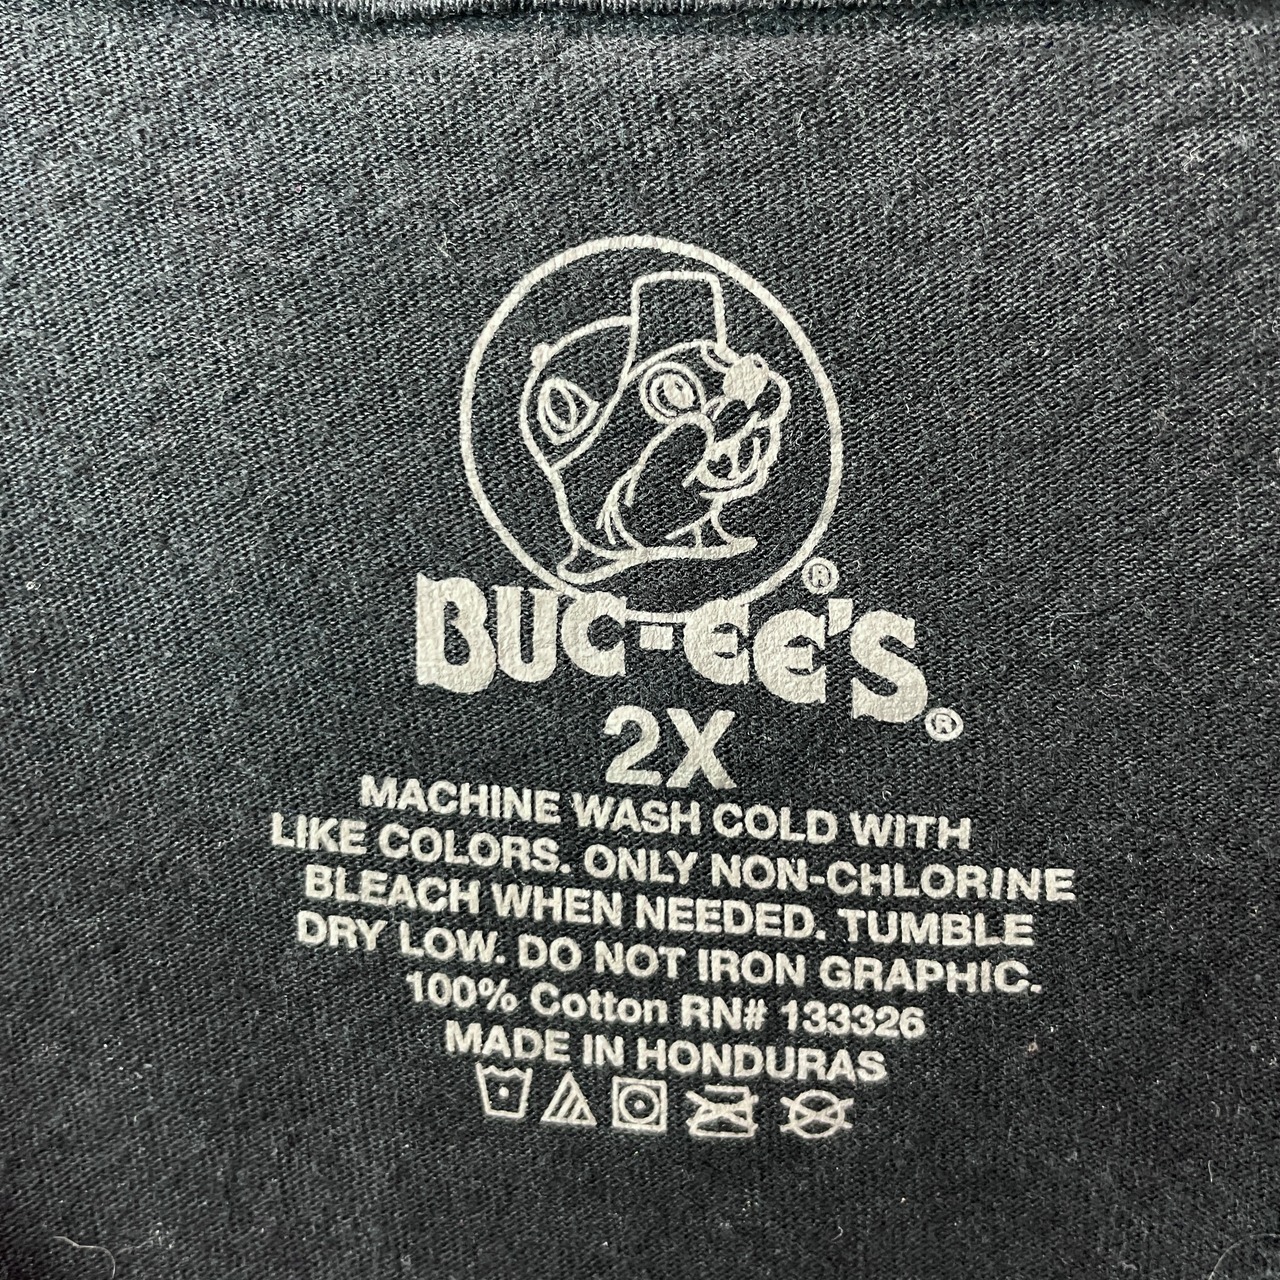 ®
BUC-EE'S®
2X
MACHINE WASH COLD WITH
LIKE COLORS. ONLY NON-CHLORINE
BLEACH WHEN NEEDED. TUMBLE
DRY LOW. DO NOT IRON GRAPHIC.
100% Cotton RN# 133326
MADE IN HONDURAS